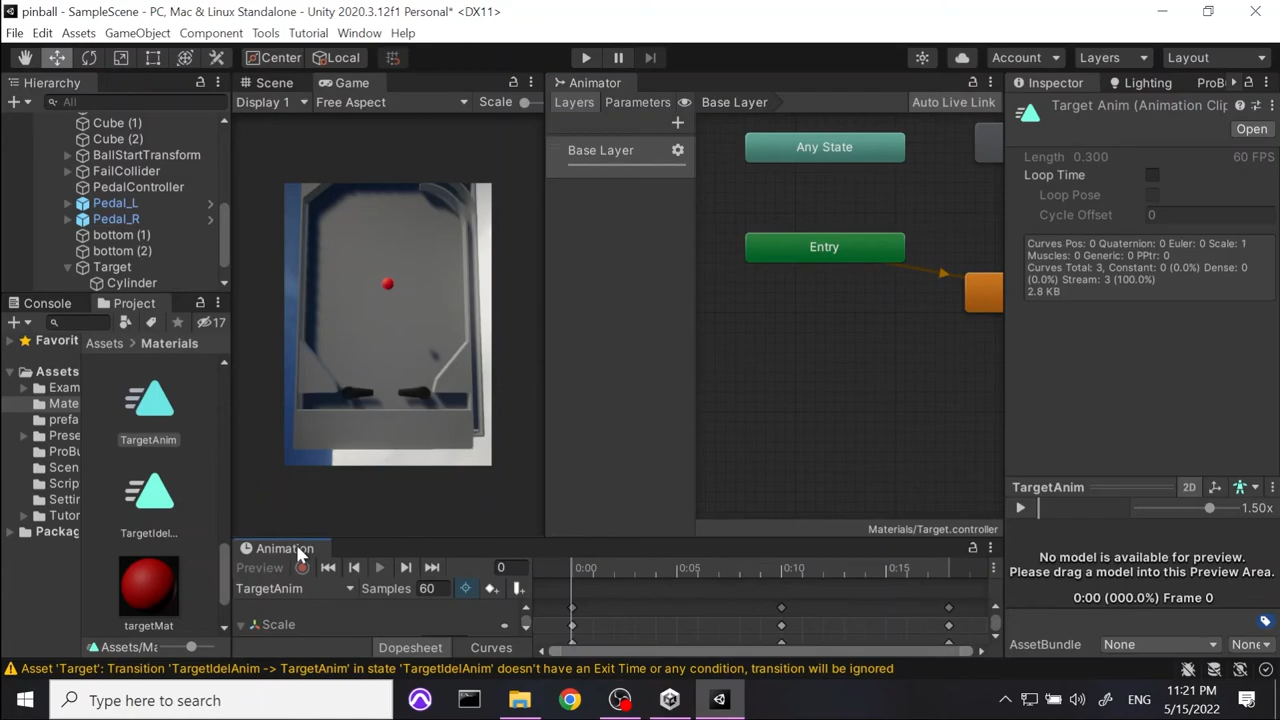 pinball - SampleScene - PC, Mac & Linux Standalone - Unity 2020.3.12f1 Personal* <DX11>
File Edit Assets GameObject Component Tools Tutorial Window Help
Center Local Account Layers Layout
Hierarchy
All
Cube (1)
Cube (2)
BallStartTransform
FailCollider
PedalController
Pedal_L
Pedal_R
bottom (1)
bottom (2)
Target
Cylinder
Scene Game
Display 1 Free Aspect Scale
Animator
Layers Parameters
Base Layer
Auto Live Link
Base Layer
Any State
Entry
Materials/Target.controller
Inspector Lighting ProB
Target Anim (Animation Clip
Open
Length 0.300 60 FPS
Loop Time
Loop Pose
Cycle Offset 0
Curves Pos: 0 Quaternion: 0 Euler: 0 Scale: 1
Muscles: 0 Generic: 0 PPtr: 0
Curves Total: 3, Constant: 0 (0.0%) Dense: 0
(0.0%) Stream: 3 (100.0%)
2.8 KB
TargetAnim 2D
1.50x
No model is available for preview.
Please drag a model into this Preview Area.
0:00 (000.0%) Frame 0
AssetBundle None None
Console Project
17
Favorit
Assets
Exam
Mate
prefa
Prese
ProB
Scen
Scrip
Settin
Tutor
Packag
Assets Materials
TargetAnim
TargetIdel...
targetMat
Assets/Ma
Animation
Preview 0
TargetAnim Samples 60
Scale
0:00 0:05 0:10 0:15
Dopesheet Curves
Asset 'Target': Transition 'TargetIdelAnim -> TargetAnim' in state 'TargetIdelAnim' doesn't have an Exit Time or any condition, transition will be ignored
Type here to search
ENG
11:21 PM
5/15/2022